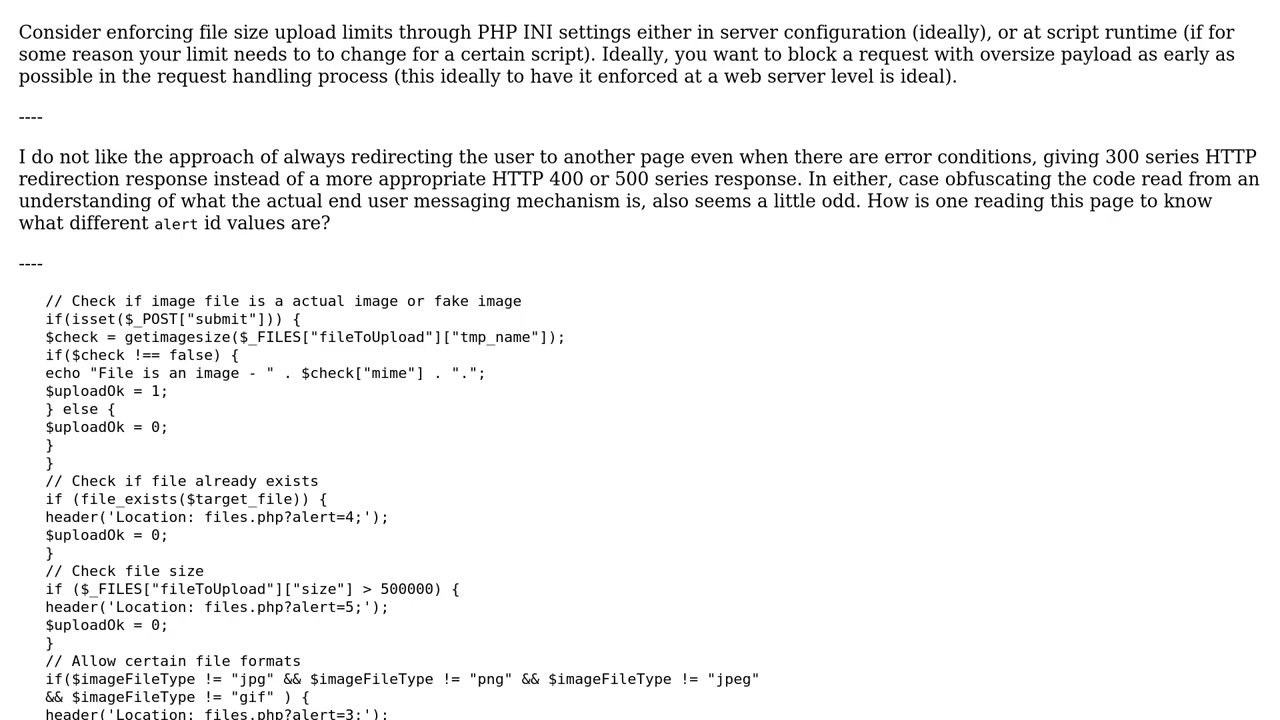 Consider enforcing file size upload limits through PHP INI settings either in server configuration (ideally), or at script runtime (if for
some reason your limit needs to to change for a certain script). Ideally, you want to block a request with oversize payload as early as
possible in the request handling process (this ideally to have it enforced at a web server level is ideal).
----
I do not like the approach of always redirecting the user to another page even when there are error conditions, giving 300 series HTTP
redirection response instead of a more appropriate HTTP 400 or 500 series response. In either, case obfuscating the code read from an
understanding of what the actual end user messaging mechanism is, also seems a little odd. How is one reading this page to know
what different alert id values are?
----
// Check if image file is a actual image or fake image
if(isset($_POST["submit"])) {
$check = getimagesize($_FILES["fileToUpload"]["tmp_name"]);
if($check !== false) {
echo "File is an image - " . $check["mime"] . ".";
$uploadOk = 1;
} else {
$uploadOk = 0;
}
}
// Check if file already exists
if (file_exists($target_file)) {
header('Location: files.php?alert=4;');
$uploadOk = 0;
}
// Check file size
if ($_FILES["fileToUpload"]["size"] > 500000) {
header('Location: files.php?alert=5;');
$uploadOk = 0;
}
// Allow certain file formats
if($imageFileType != "jpg" && $imageFileType != "png" && $imageFileType != "jpeg"
&& $imageFileType != "gif" ) {
header('Location: files.php?alert=3;');